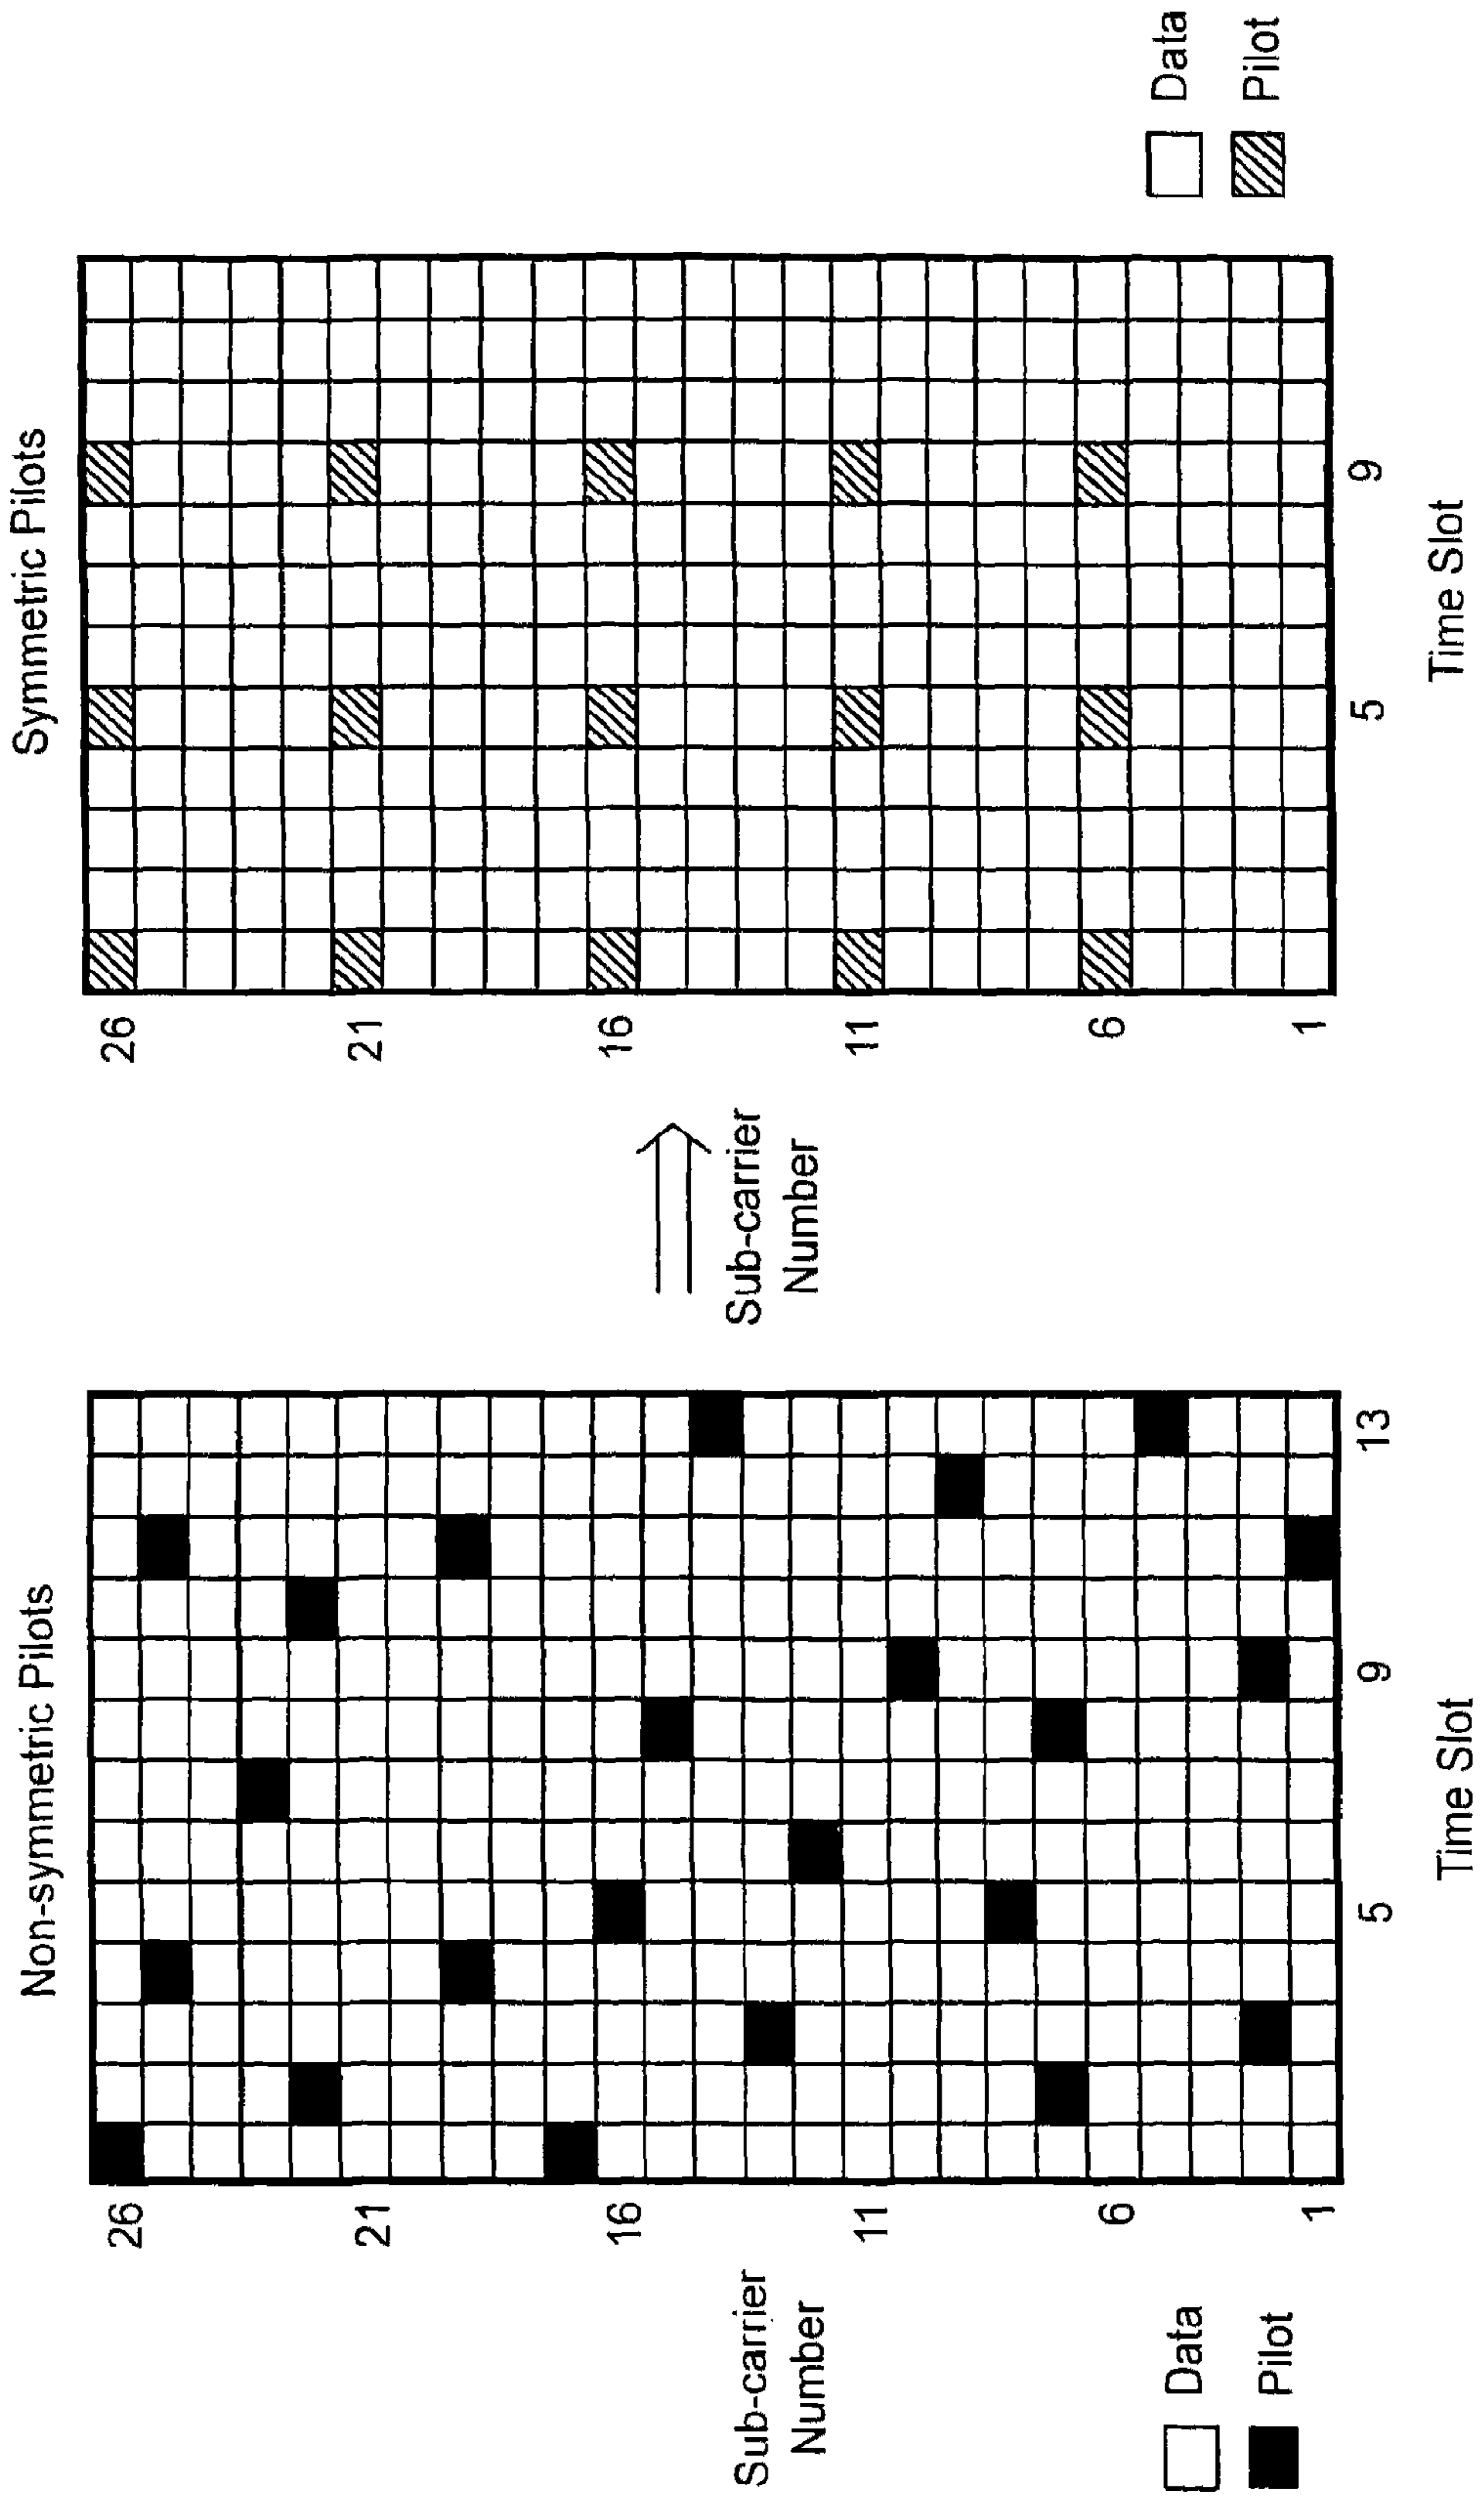 Non-symmetric Pilots
26
21
16
11
6
1
Sub-carrier
Number
5
9
13
Time Slot
Data
Pilot
Symmetric Pilots
26
21
16
11
6
1
Sub-carrier
Number
5
9
Time Slot
Data
Pilot